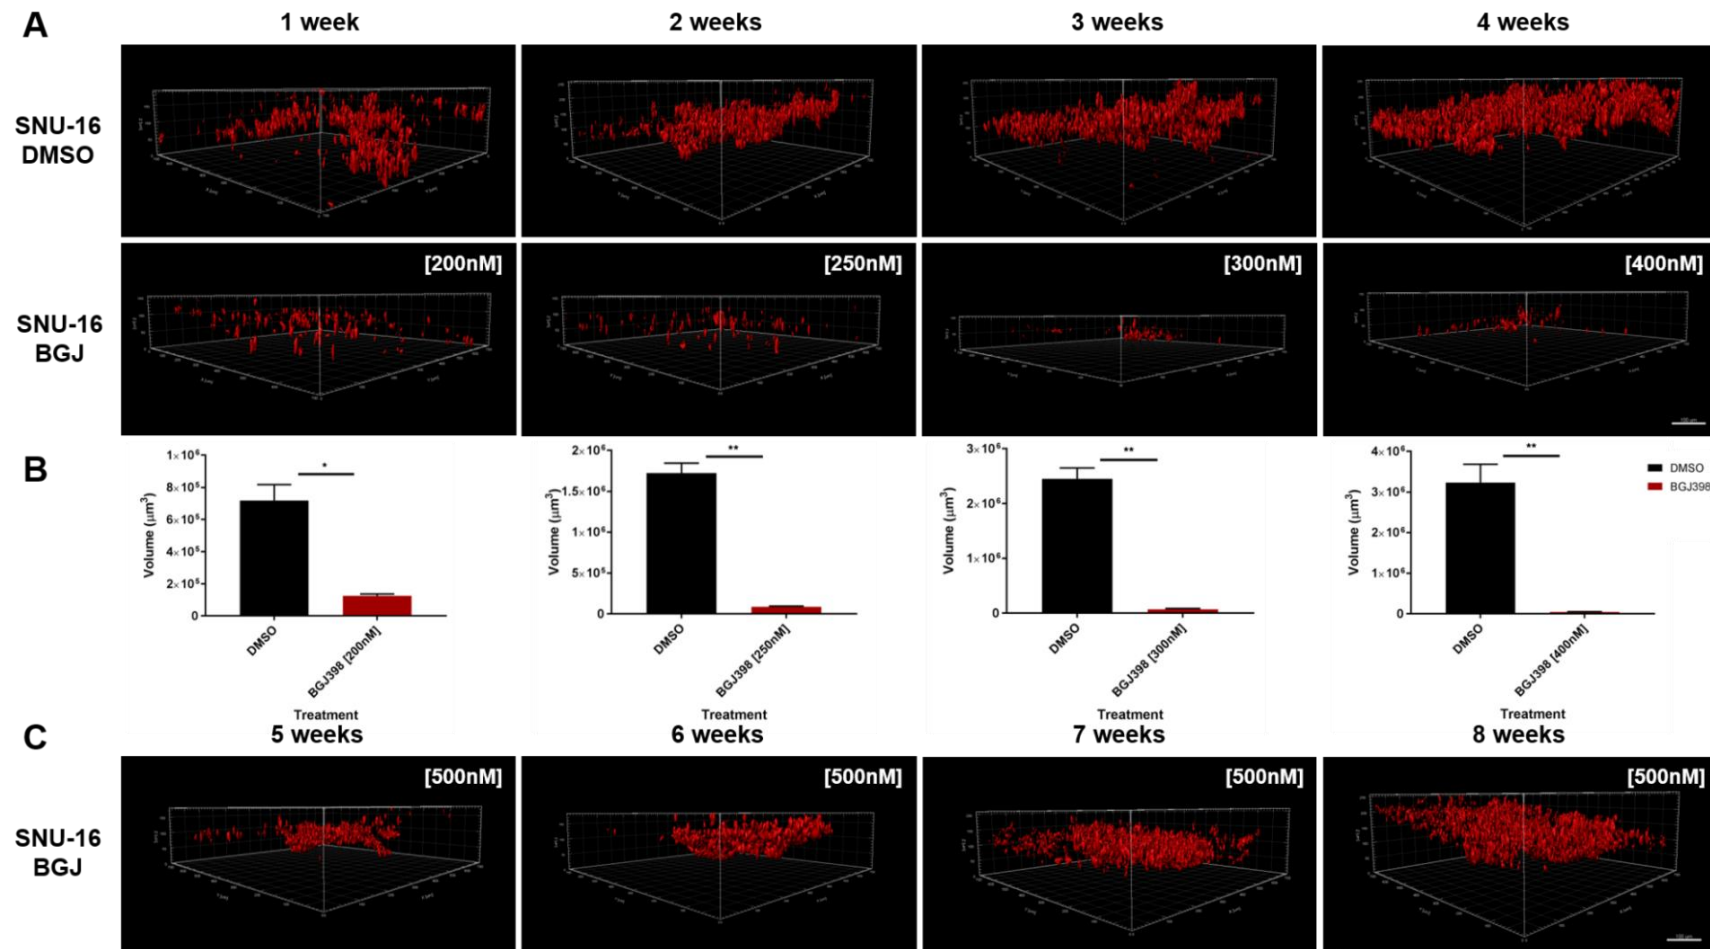 A
1 week
2 weeks
3 weeks
4 weeks
SNU-16
DMSO
SNU-16
BGJ
[200nM]
[250nM]
[300nM]
[400nM]
B
Volume (μm³)
1×10⁶
8×10⁵
6×10⁵
4×10⁵
2×10⁵
0
*
DMSO
BGJ398 [200nM]
Treatment
Volume (μm³)
2×10⁶
1.5×10⁶
1×10⁶
5×10⁵
0
**
DMSO
BGJ398 [250nM]
Treatment
Volume (μm³)
3×10⁶
2×10⁶
1×10⁶
0
**
DMSO
BGJ398 [300nM]
Treatment
Volume (μm³)
4×10⁶
3×10⁶
2×10⁶
1×10⁶
0
**
DMSO
BGJ398 [400nM]
Treatment
DMSO
BGJ398
C
5 weeks
6 weeks
7 weeks
8 weeks
SNU-16
BGJ
[500nM]
[500nM]
[500nM]
[500nM]